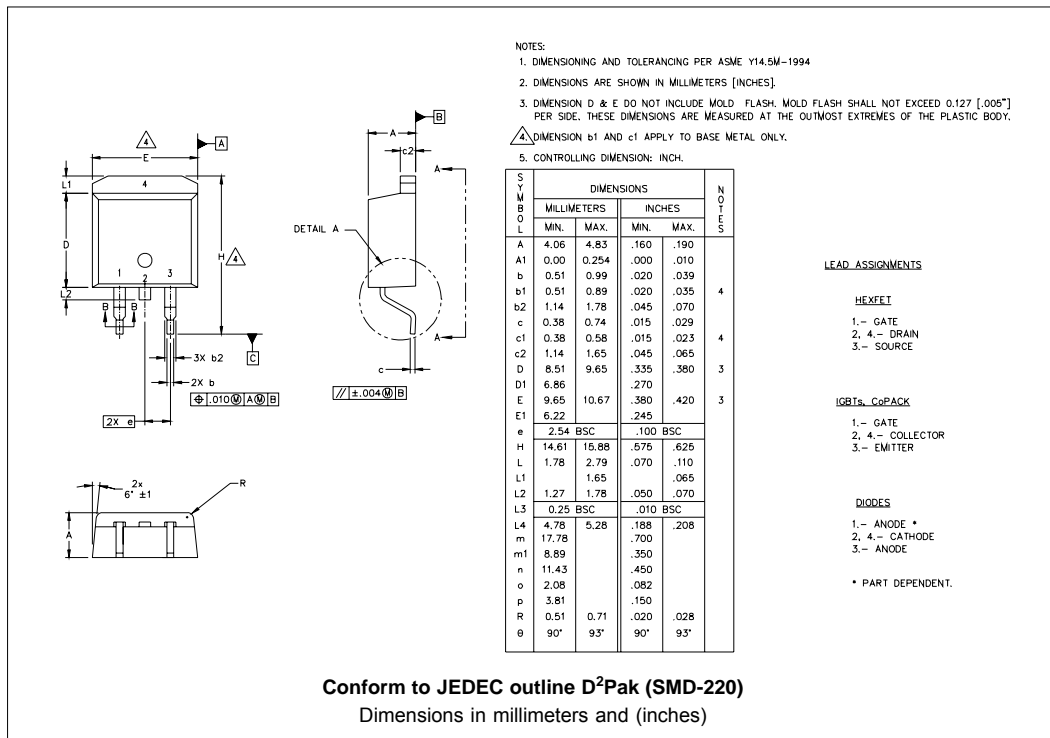 NOTES:
1. DIMENSIONING AND TOLERANCING PER ASME Y14.5M-1994
2. DIMENSIONS ARE SHOWN IN MILLIMETERS [INCHES].
3. DIMENSION D & E DO NOT INCLUDE MOLD FLASH. MOLD FLASH SHALL NOT EXCEED 0.127 [.005"]
PER SIDE. THESE DIMENSIONS ARE MEASURED AT THE OUTMOST EXTREMES OF THE PLASTIC BODY.
4. DIMENSION b1 AND c1 APPLY TO BASE METAL ONLY.
5. CONTROLLING DIMENSION: INCH.
4
A
E
L1
4
D
H 4
1 2 3
L2
B B
C
3X b2
2X b
⌖ .010 Ⓜ A Ⓜ B
2X e
B
A
c2
A
DETAIL A
A
c
// ±.004 Ⓜ B
2x
6° ±1
R
A
SYMBOL DIMENSIONS NOTES
MILLIMETERS INCHES
MIN. MAX. MIN. MAX.
A 4.06 4.83 .160 .190
A1 0.00 0.254 .000 .010
b 0.51 0.99 .020 .039
b1 0.51 0.89 .020 .035 4
b2 1.14 1.78 .045 .070
c 0.38 0.74 .015 .029
c1 0.38 0.58 .015 .023 4
c2 1.14 1.65 .045 .065
D 8.51 9.65 .335 .380 3
D1 6.86 .270
E 9.65 10.67 .380 .420 3
E1 6.22 .245
e 2.54 BSC .100 BSC
H 14.61 15.88 .575 .625
L 1.78 2.79 .070 .110
L1 1.65 .065
L2 1.27 1.78 .050 .070
L3 0.25 BSC .010 BSC
L4 4.78 5.28 .188 .208
m 17.78 .700
m1 8.89 .350
n 11.43 .450
o 2.08 .082
p 3.81 .150
R 0.51 0.71 .020 .028
θ 90° 93° 90° 93°
LEAD ASSIGNMENTS
HEXFET
1.- GATE
2, 4.- DRAIN
3.- SOURCE
IGBTs, CoPACK
1.- GATE
2, 4.- COLLECTOR
3.- EMITTER
DIODES
1.- ANODE *
2, 4.- CATHODE
3.- ANODE
* PART DEPENDENT.
Conform to JEDEC outline D²Pak (SMD-220)
Dimensions in millimeters and (inches)